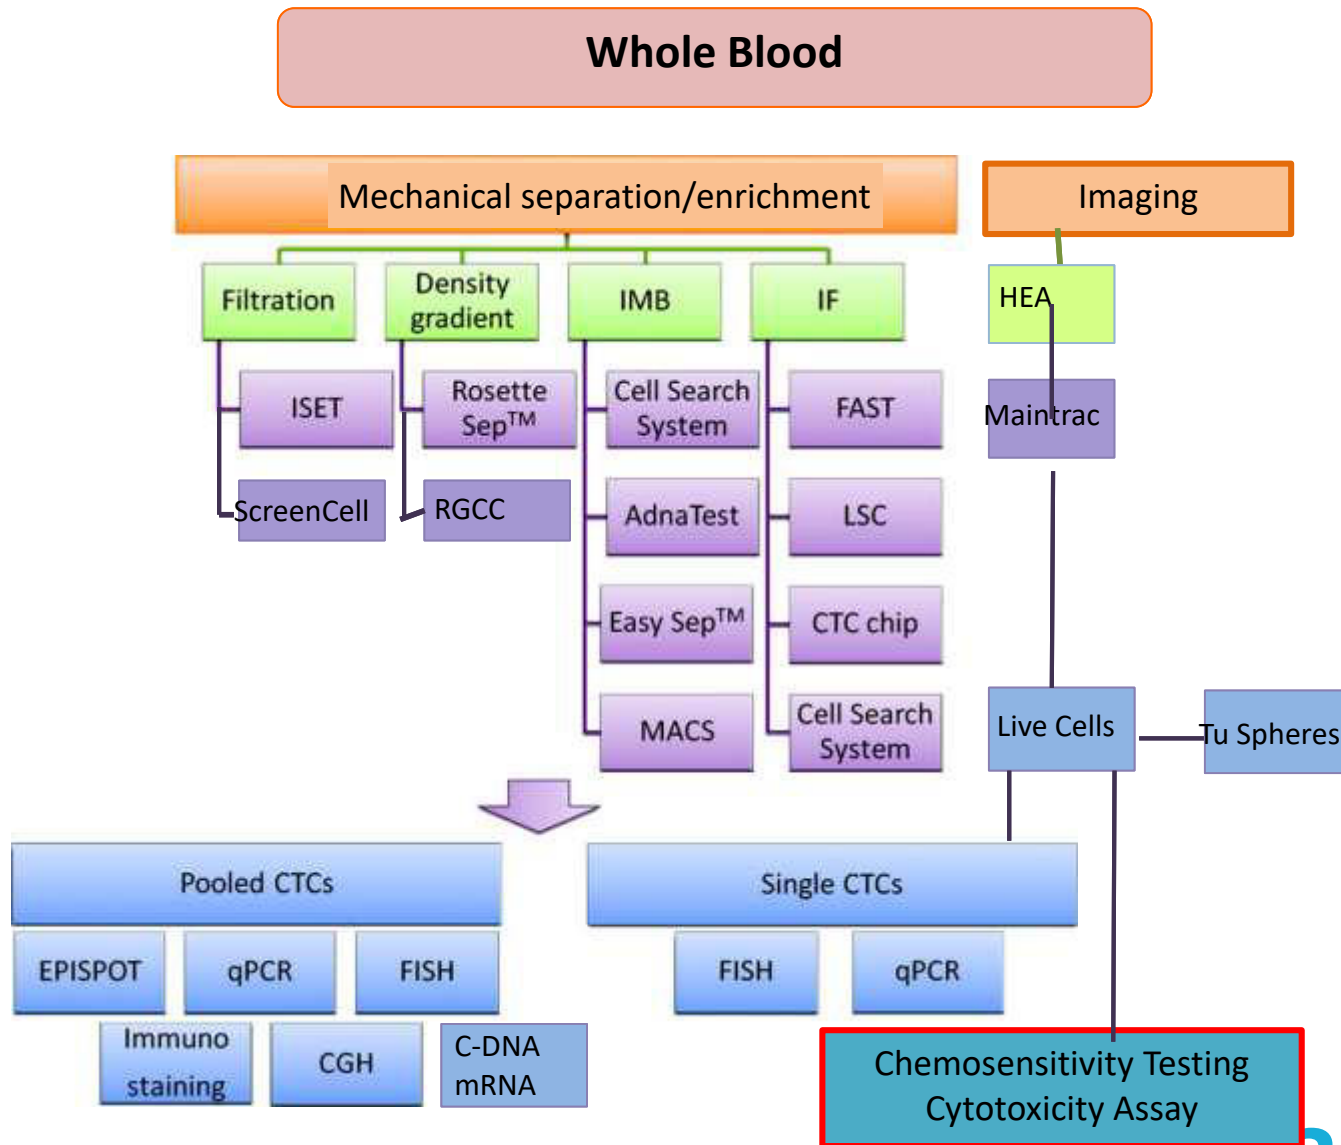 Whole Blood
Mechanical separation/enrichment
Imaging
Filtration
Density
gradient
IMB
IF
HEA
ISET
Rosette
Sep™
Cell Search
System
FAST
Maintrac
ScreenCell
RGCC
AdnaTest
LSC
Easy Sep™
CTC chip
MACS
Cell Search
System
Live Cells
Tu Spheres
Pooled CTCs
Single CTCs
EPISPOT
qPCR
FISH
FISH
qPCR
Immuno
staining
CGH
C-DNA
mRNA
Chemosensitivity Testing
Cytotoxicity Assay